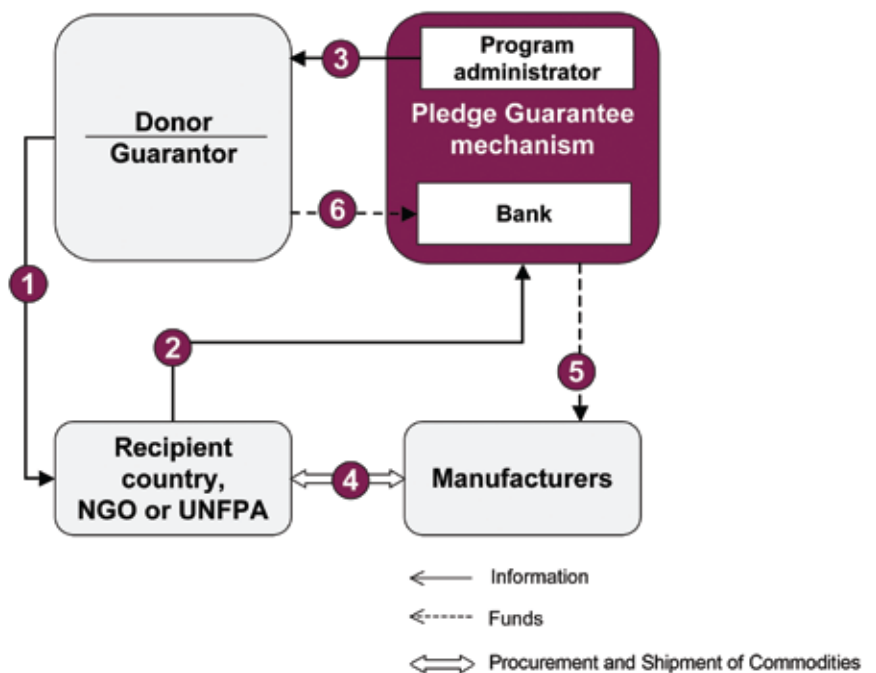 3
Program
administrator
Donor
Guarantor
Pledge Guarantee
mechanism
6
Bank
1
2
5
Recipient
country,
NGO or UNFPA
4
Manufacturers
Information
Funds
Procurement and Shipment of Commodities